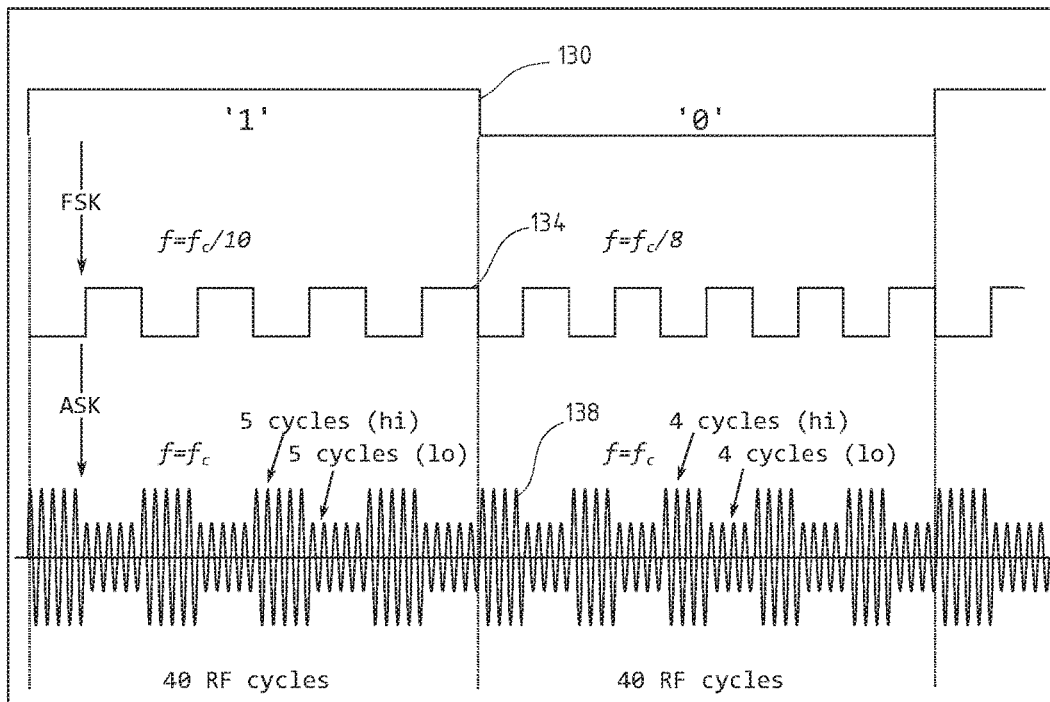 130
'1'
'0'
FSK
f=fc/10
134
f=fc/8
ASK
5 cycles (hi)
138
4 cycles (hi)
f=fc
5 cycles (lo)
f=fc
4 cycles (lo)
40 RF cycles
40 RF cycles